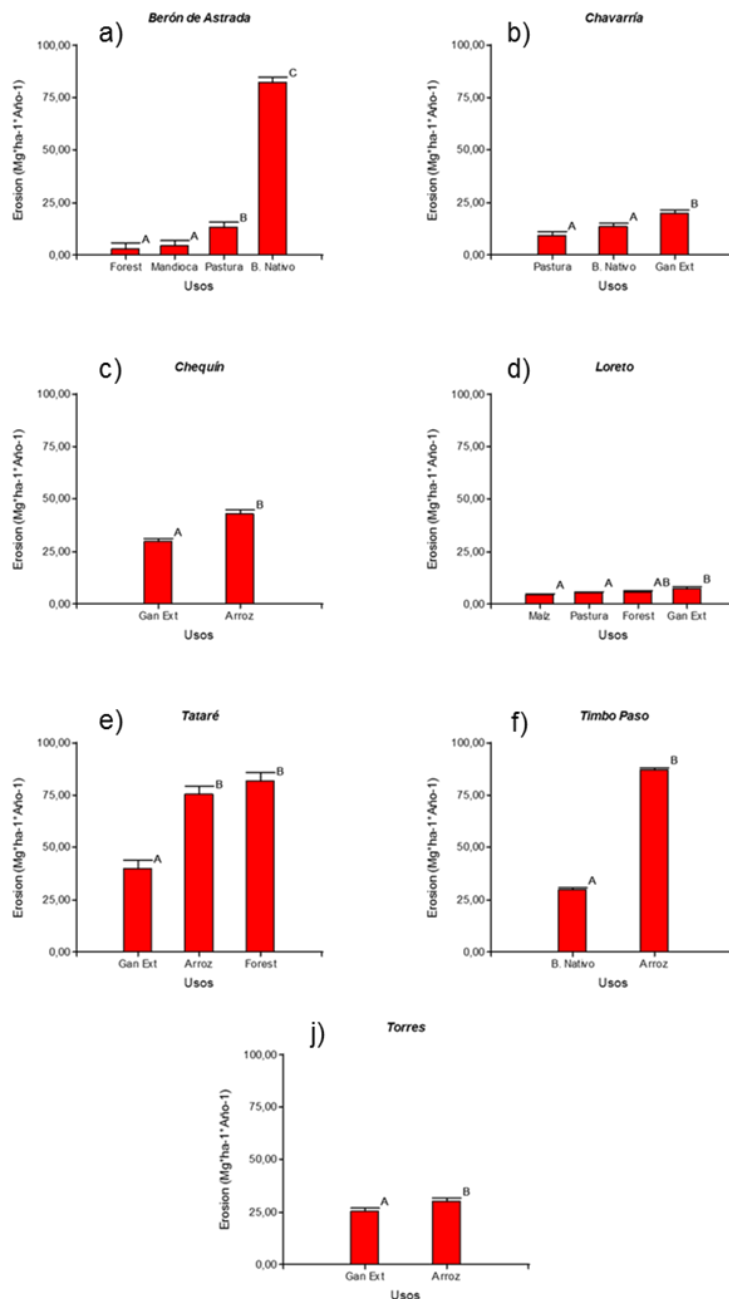 a)
Berón de Astrada
100,00
75,00
50,00
25,00
0,00
Erosion (Mg*ha-1*Año-1)
A
A
B
C
Forest Mandioca Pastura B. Nativo
Usos
b)
Chavarría
100,00
75,00
50,00
25,00
0,00
Erosion (Mg*ha-1*Año-1)
A
A
B
Pastura B. Nativo Gan Ext
Usos
c)
Chequín
100,00
75,00
50,00
25,00
0,00
Erosion (Mg*ha-1*Año-1)
A
B
Gan Ext Arroz
Usos
d)
Loreto
100,00
75,00
50,00
25,00
0,00
Erosion (Mg*ha-1*Año-1)
A
A
AB
B
Maíz Pastura Forest Gan Ext
Usos
e)
Tataré
100,00
75,00
50,00
25,00
0,00
Erosion (Mg*ha-1*Año-1)
A
B
B
Gan Ext Arroz Forest
Usos
f)
Timbo Paso
100,00
75,00
50,00
25,00
0,00
Erosion (Mg*ha-1*Año-1)
A
B
B. Nativo Arroz
Usos
j)
Torres
100,00
75,00
50,00
25,00
0,00
Erosion (Mg*ha-1*Año-1)
A
B
Gan Ext Arroz
Usos